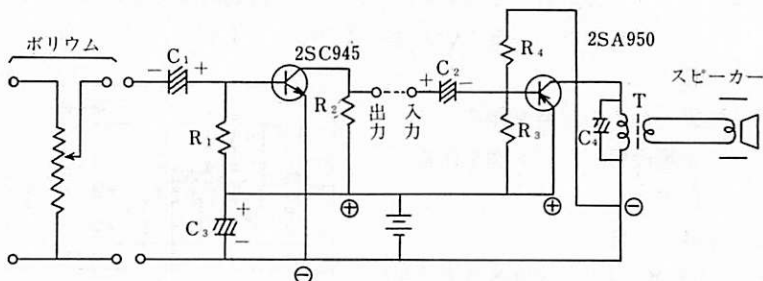 ボリウム
C₁
− +
2SC945
R₁
R₂
C₃
+
−
出力
入力
C₂
+ −
R₄
R₃
2SA950
T
C₄
スピーカー
⊕
⊕
⊖
⊖